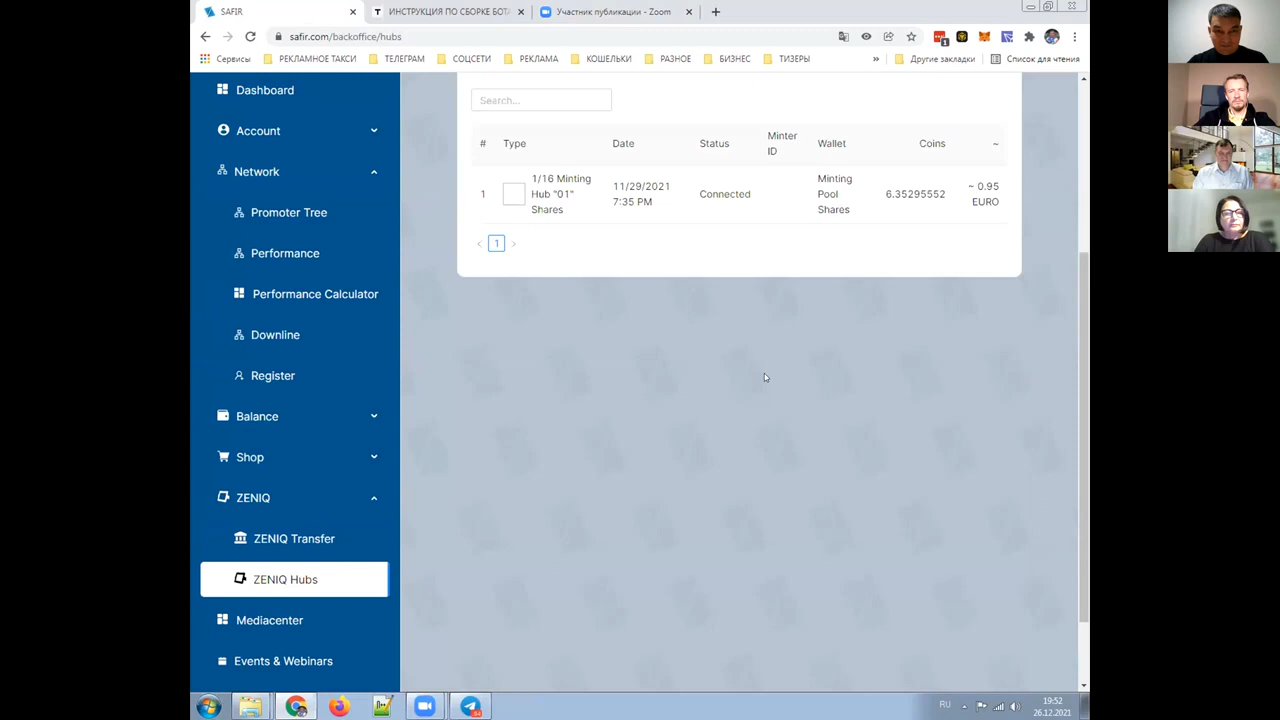 SAFIR
ИНСТРУКЦИЯ ПО СБОРКЕ БОТА
Участник публикации - Zoom
safir.com/backoffice/hubs
Сервисы
РЕКЛАМНОЕ ТАКСИ
ТЕЛЕГРАМ
СОЦСЕТИ
РЕКЛАМА
КОШЕЛЬКИ
РАЗНОЕ
БИЗНЕС
ТИЗЕРЫ
»
Другие закладки
Список для чтения
Dashboard
Account
Network
Promoter Tree
Performance
Performance Calculator
Downline
Register
Balance
Shop
ZENIQ
ZENIQ Transfer
ZENIQ Hubs
Mediacenter
Events & Webinars
Search...
# Type Date Status Minter ID Wallet Coins ~
1
1/16 Minting
Hub "01"
Shares
11/29/2021
7:35 PM
Connected
Minting
Pool
Shares
6.35295552
~ 0.95
EURO
< 1 >
RU
19:52
26.12.2021